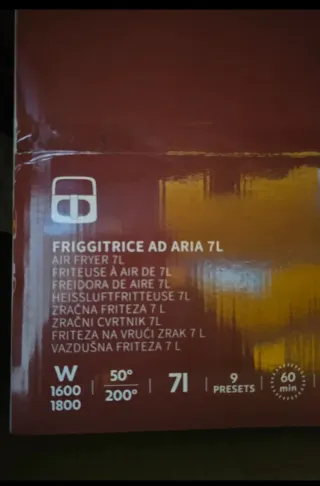 FRIGGITRICE AD ARIA 7L
AIR FRYER 7L
FRITEUSE À AIR DE 7L
FREIDORA DE AIRE 7L
HEISSLUFTFRITTEUSE 7L
ZRAČNA FRITEZA 7 L
ZRAČNI CVRTNIK 7L
FRITEZA NA VRUĆI ZRAK 7 L
VAZDUŠNA FRITEZA 7 L
W 1600 1800
50° 200°
7l
9 PRESETS
60 min